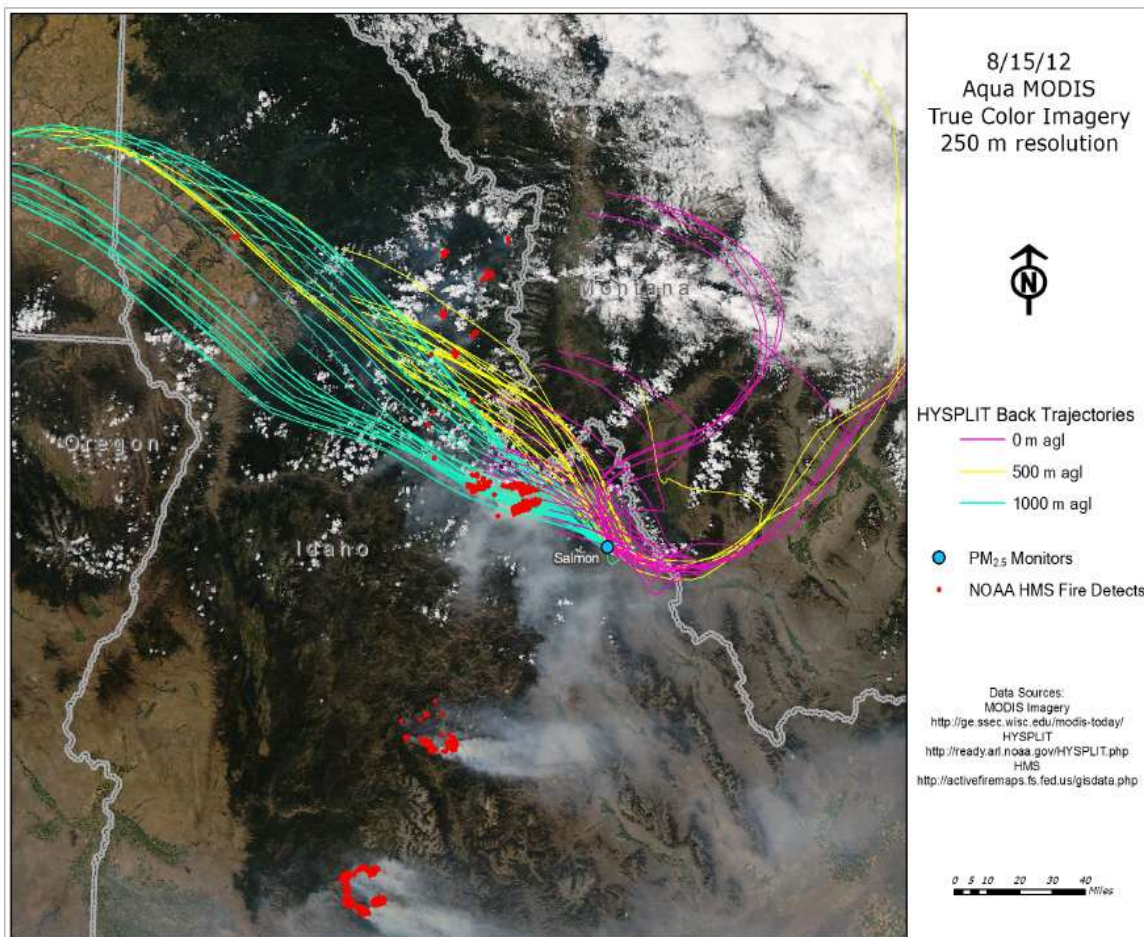 8/15/12
Aqua MODIS
True Color Imagery
250 m resolution
N
Montana
Oregon
Idaho
Salmon
HYSPLIT Back Trajectories
0 m agl
500 m agl
1000 m agl
PM2.5 Monitors
NOAA HMS Fire Detects
Data Sources:
MODIS Imagery
http://ge.ssec.wisc.edu/modis-today/
HYSPLIT
http://ready.arl.noaa.gov/HYSPLIT.php
HMS
http://activefiremaps.fs.fed.us/gisdata.php
0 5 10 20 30 40
Miles